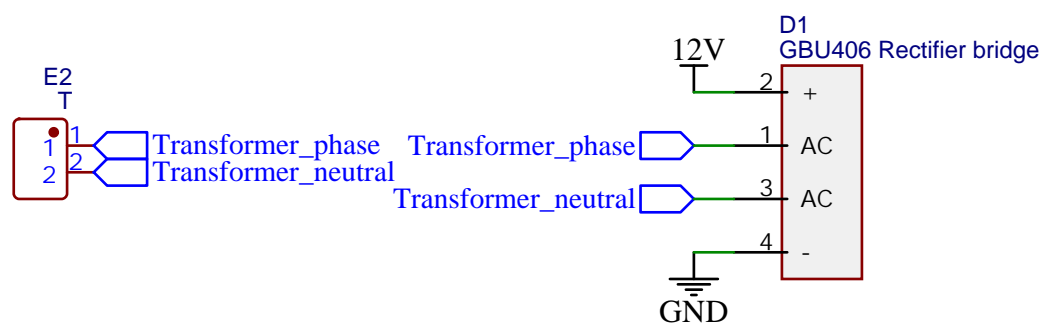 D1
GBU406 Rectifier bridge
12V
2
+
E2
T
1
1
Transformer_phase
2
2
Transformer_neutral
Transformer_phase
1
AC
Transformer_neutral
3
AC
4
-
GND